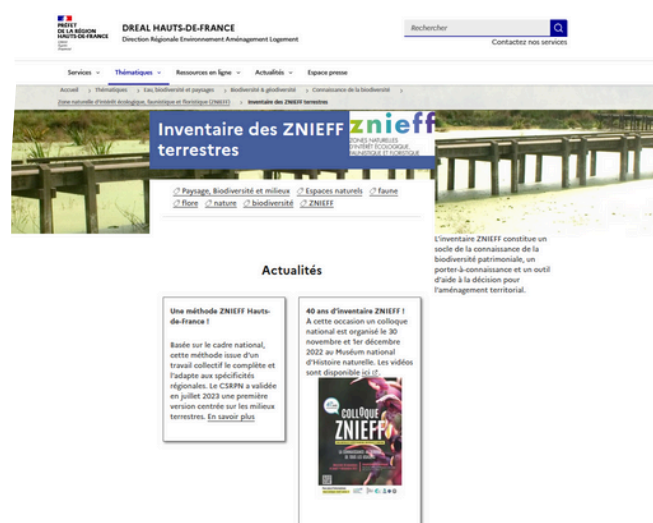 PRÉFET
DE LA RÉGION
HAUTS-DE-FRANCE
DREAL HAUTS-DE-FRANCE
Direction Régionale Environnement Aménagement Logement
Rechercher
Contactez nos services
Services
Thématiques
Ressources en ligne
Actualités
Espace presse
Accueil > Thématiques > Eau, biodiversité et paysages > Biodiversité & géodiversité > Connaissance de la biodiversité >
Zone naturelle d'intérêt écologique, faunistique et floristique (ZNIEFF) > Inventaire des ZNIEFF terrestres
Inventaire des ZNIEFF
terrestres
znieff
ZONES NATURELLES
D'INTÉRÊT ÉCOLOGIQUE,
FAUNISTIQUE ET FLORISTIQUE
Paysage, Biodiversité et milieux Espaces naturels faune
flore nature biodiversité ZNIEFF
L'inventaire ZNIEFF constitue un
socle de la connaissance de la
biodiversité patrimoniale, un
porter-à-connaissance et un outil
d'aide à la décision pour
l'aménagement territorial.
Actualités
Une méthode ZNIEFF Hauts-
de-France !
Basée sur le cadre national,
cette méthode issue d'un
travail collectif le complète et
l'adapte aux spécificités
régionales. Le CSRPN a validée
en juillet 2023 une première
version centrée sur les milieux
terrestres. En savoir plus
40 ans d'inventaire ZNIEFF !
À cette occasion un colloque
national est organisé le 30
novembre et 1er décembre
2022 au Muséum national
d'Histoire naturelle. Les vidéos
sont disponible ici.
COLLOQUE
ZNIEFF